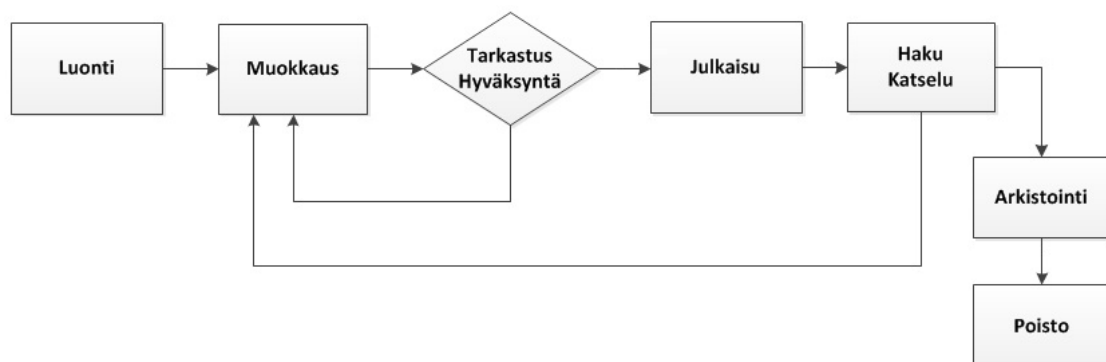 Luonti
Muokkaus
Tarkastus
Hyväksyntä
Julkaisu
Haku
Katselu
Arkistointi
Poisto